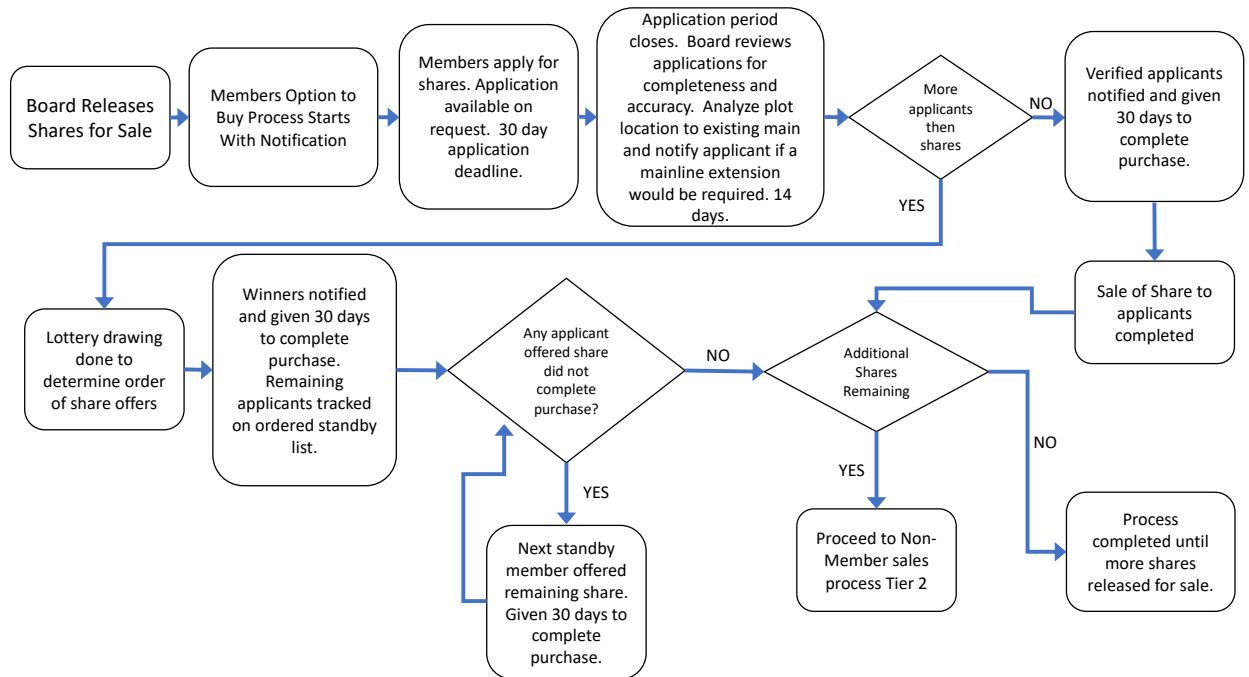 Board Releases
Shares for Sale
Members Option to
Buy Process Starts
With Notification
Members apply for
shares. Application
available on
request.  30 day
application
deadline.
Application period
closes.  Board reviews
applications for
completeness and
accuracy.  Analyze plot
location to existing main
and notify applicant if a
mainline extension
would be required. 14
days.
More
applicants
then
shares
NO
Verified applicants
notified and given
30 days to
complete
purchase.
YES
Sale of Share to
applicants
completed
Lottery drawing
done to
determine order
of share offers
Winners notified
and given 30 days
to complete
purchase.
Remaining
applicants tracked
on ordered standby
list.
Any applicant
offered share
did not
complete
purchase?
NO
Additional
Shares
Remaining
NO
YES
YES
Next standby
member offered
remaining share.
Given 30 days to
complete
purchase.
Proceed to Non-
Member sales
process Tier 2
Process
completed until
more shares
released for sale.